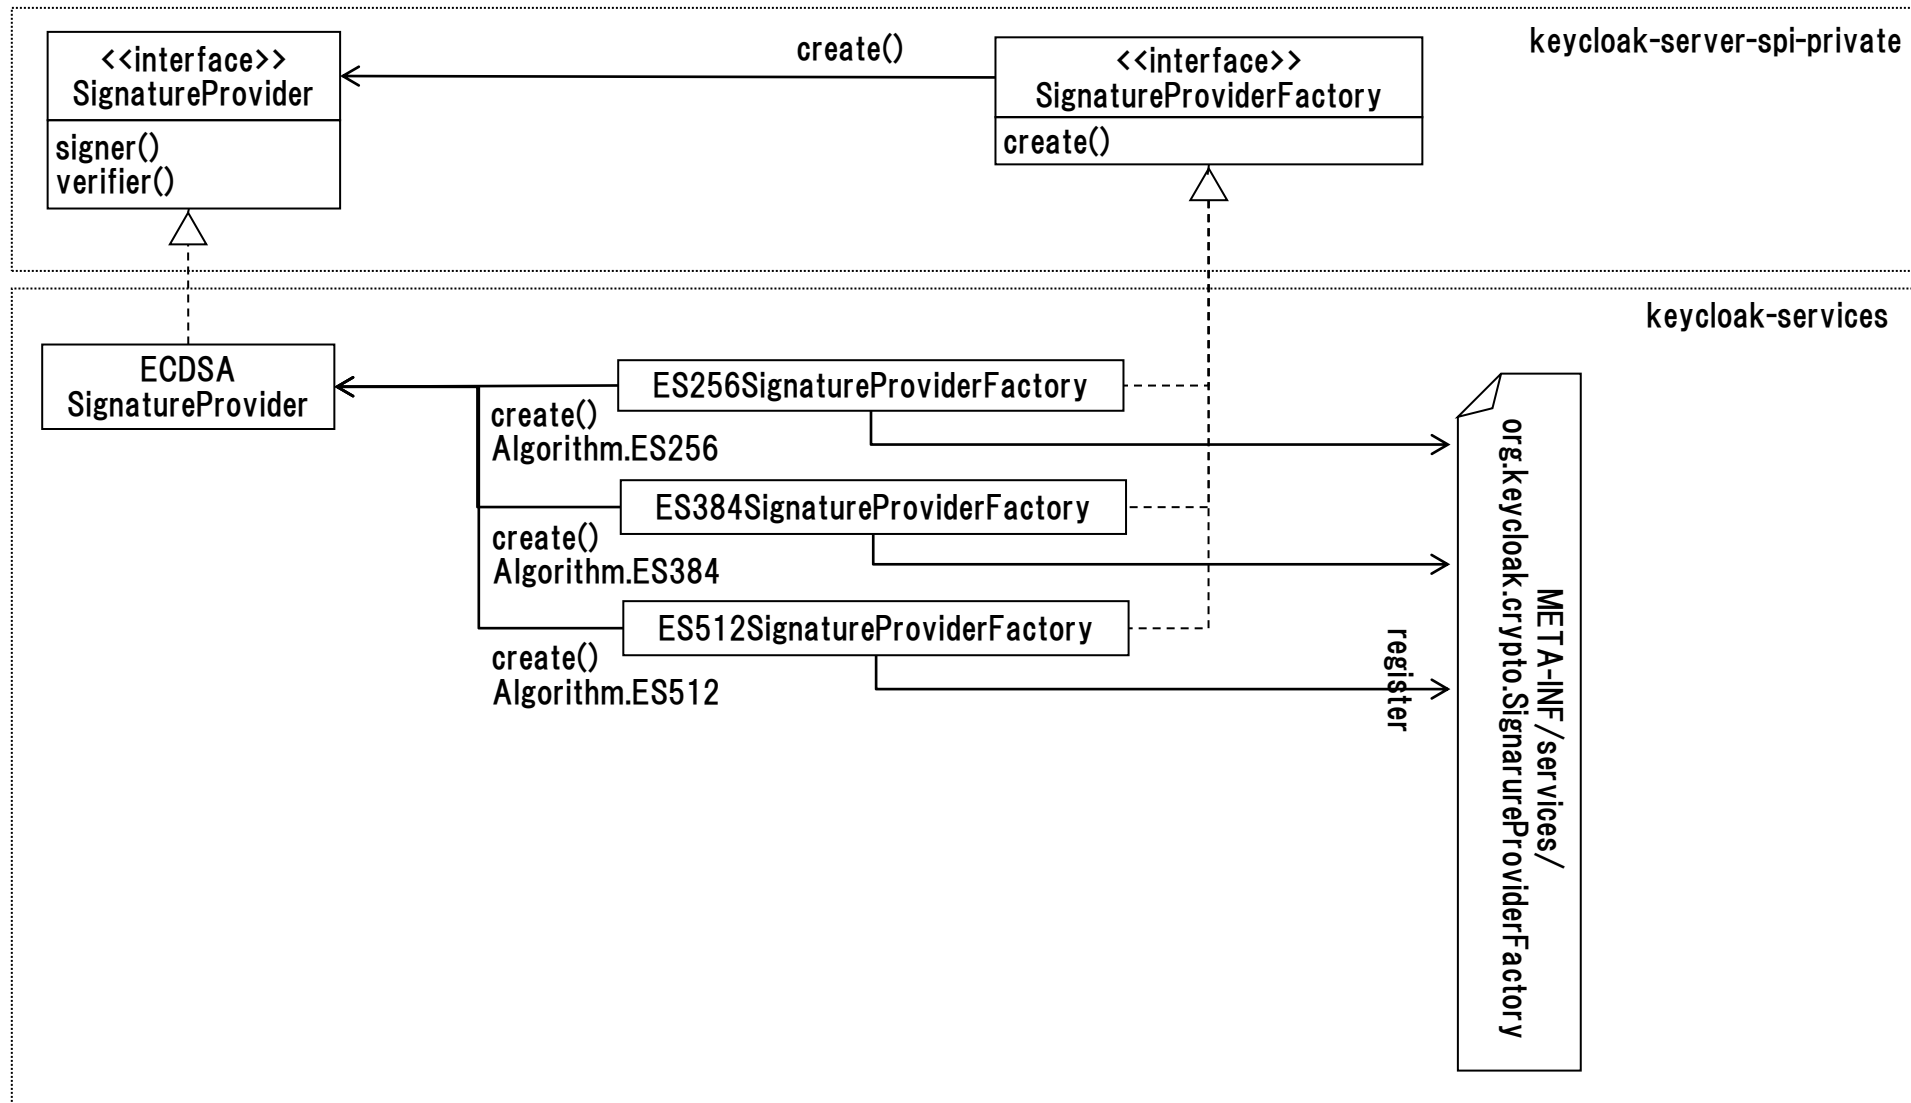 keycloak-server-spi-private
<<interface>>
SignatureProvider
signer()
verifier()
create()
<<interface>>
SignatureProviderFactory
create()
keycloak-services
ECDSA
SignatureProvider
ES256SignatureProviderFactory
create()
Algorithm.ES256
ES384SignatureProviderFactory
create()
Algorithm.ES384
ES512SignatureProviderFactory
create()
Algorithm.ES512
register
META-INF/services/
org.keycloak.crypto.SignarureProviderFactory